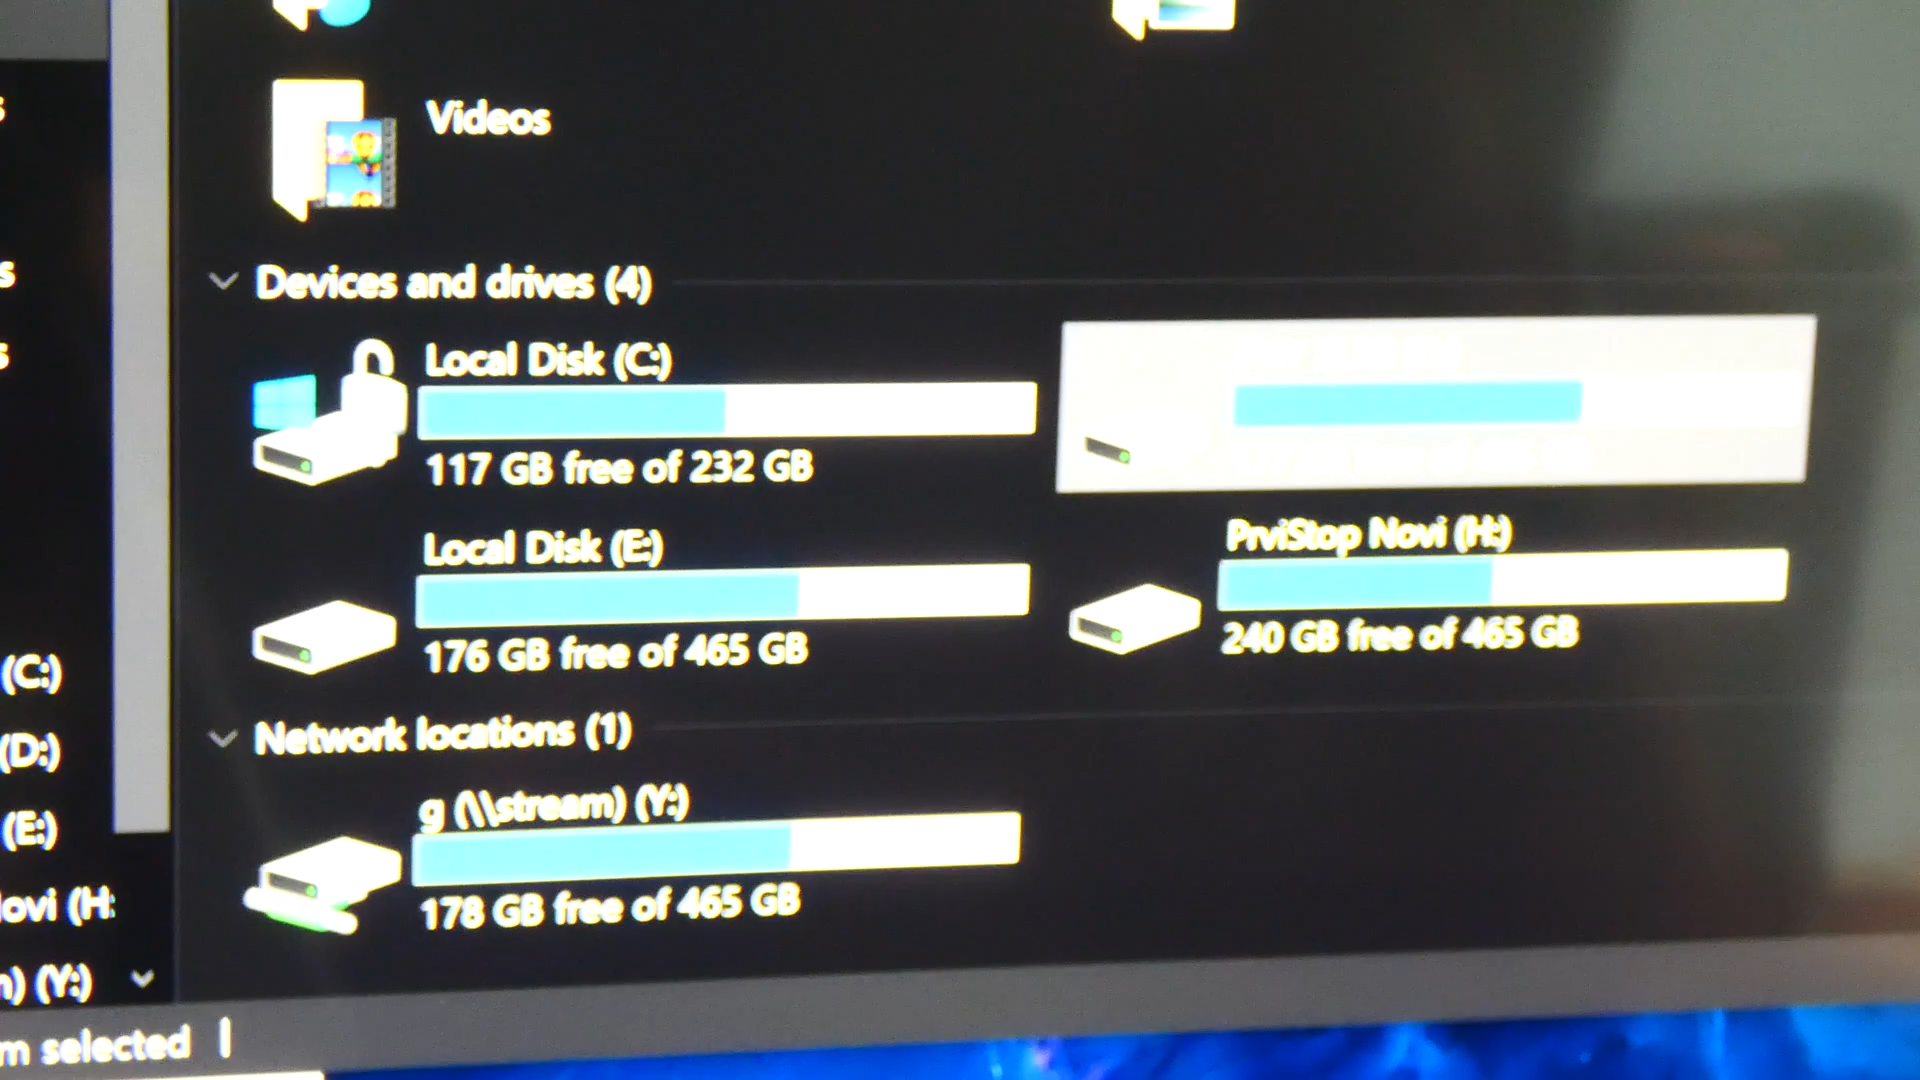 Videos
Devices and drives (4)
Local Disk (C:)
117 GB free of 232 GB
Local Disk (E:)
176 GB free of 465 GB
PrviStop Novi (H:)
240 GB free of 465 GB
Network locations (1)
g (\\stream) (Y:)
178 GB free of 465 GB
(C:)
(D:)
(E:)
(H:
(Y:)
selected